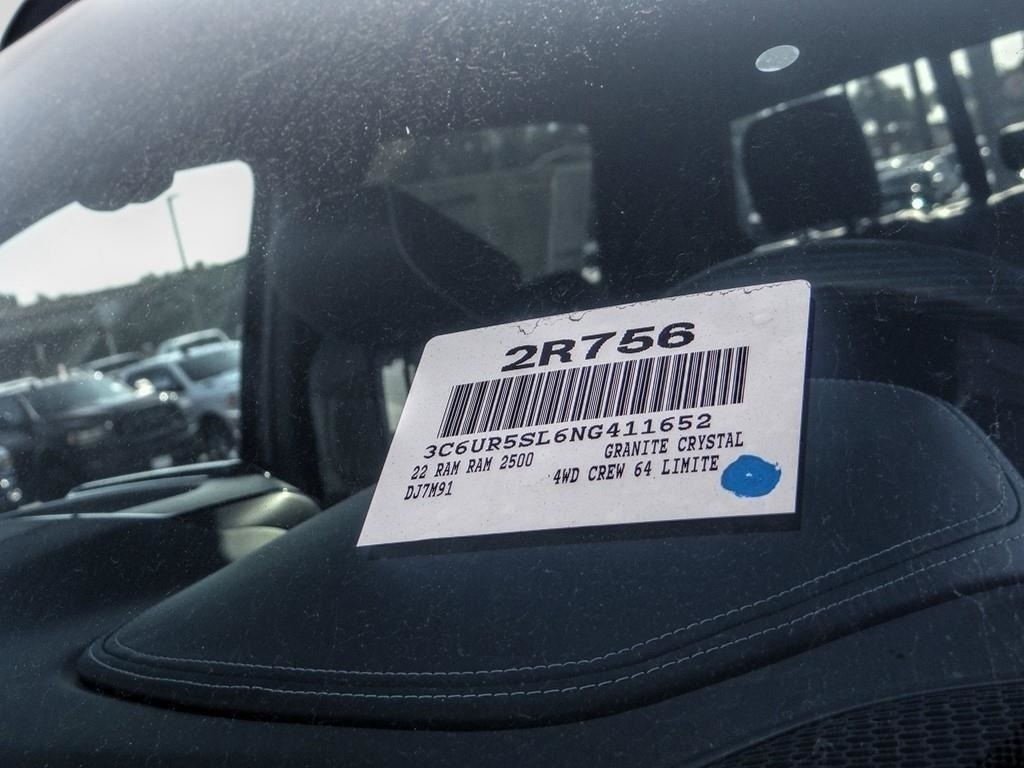 2R756
3C6UR5SL6NG411652
22 RAM RAM 2500 GRANITE CRYSTAL
DJ7M91 4WD CREW 64 LIMITE